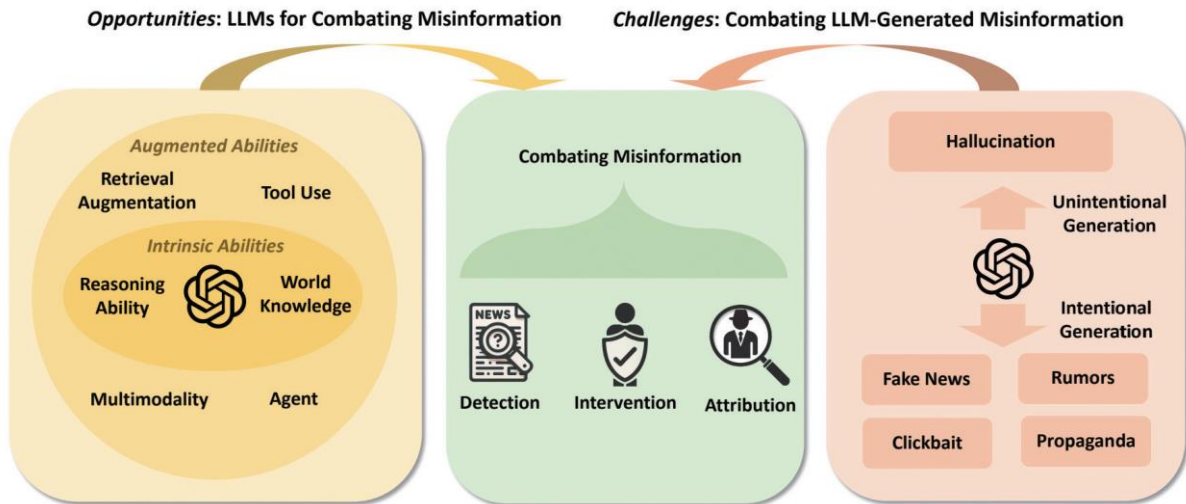 Opportunities: LLMs for Combating Misinformation
Challenges: Combating LLM-Generated Misinformation
Augmented Abilities
Retrieval
Augmentation
Tool Use
Intrinsic Abilities
Reasoning
Ability
World
Knowledge
Multimodality
Agent
Combating Misinformation
NEWS
?
Detection
Intervention
Attribution
Hallucination
Unintentional
Generation
Intentional
Generation
Fake News
Rumors
Clickbait
Propaganda